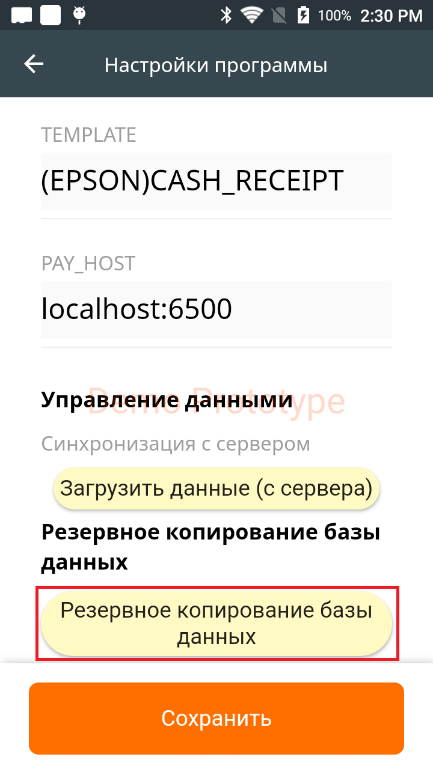 100% 2:30 PM
Настройки программы
TEMPLATE
(EPSON)CASH_RECEIPT
PAY_HOST
localhost:6500
Demo Prototype
Управление данными
Синхронизация с сервером
Загрузить данные (с сервера)
Резервное копирование базы
данных
Резервное копирование базы
данных
Сохранить